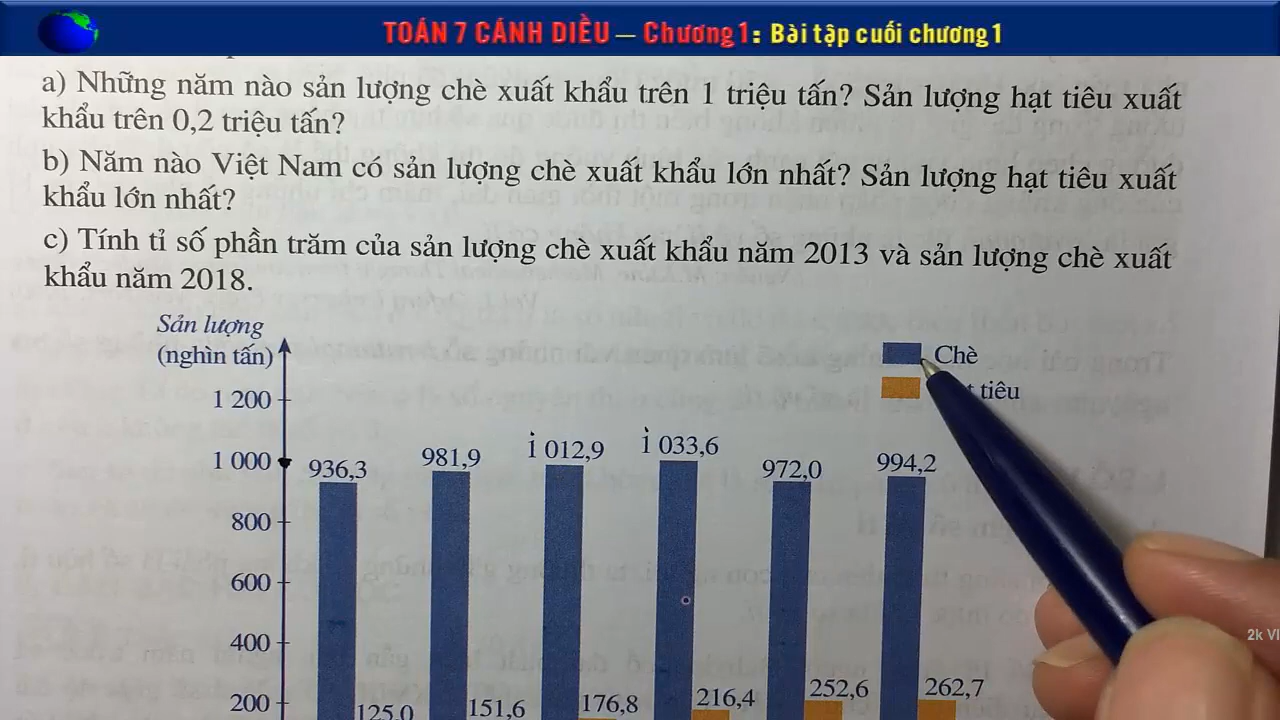 TOÁN 7 CÁNH DIỀU – Chương 1: Bài tập cuối chương 1
a) Những năm nào sản lượng chè xuất khẩu trên 1 triệu tấn? Sản lượng hạt tiêu xuất
khẩu trên 0,2 triệu tấn?
b) Năm nào Việt Nam có sản lượng chè xuất khẩu lớn nhất? Sản lượng hạt tiêu xuất
khẩu lớn nhất?
c) Tính tỉ số phần trăm của sản lượng chè xuất khẩu năm 2013 và sản lượng chè xuất
khẩu năm 2018.
Sản lượng
(nghìn tấn)
Chè
tiêu
1 200
1 000
800
600
400
200
936,3
981,9
1 012,9
1 033,6
972,0
994,2
125,0
151,6
176,8
216,4
252,6
262,7